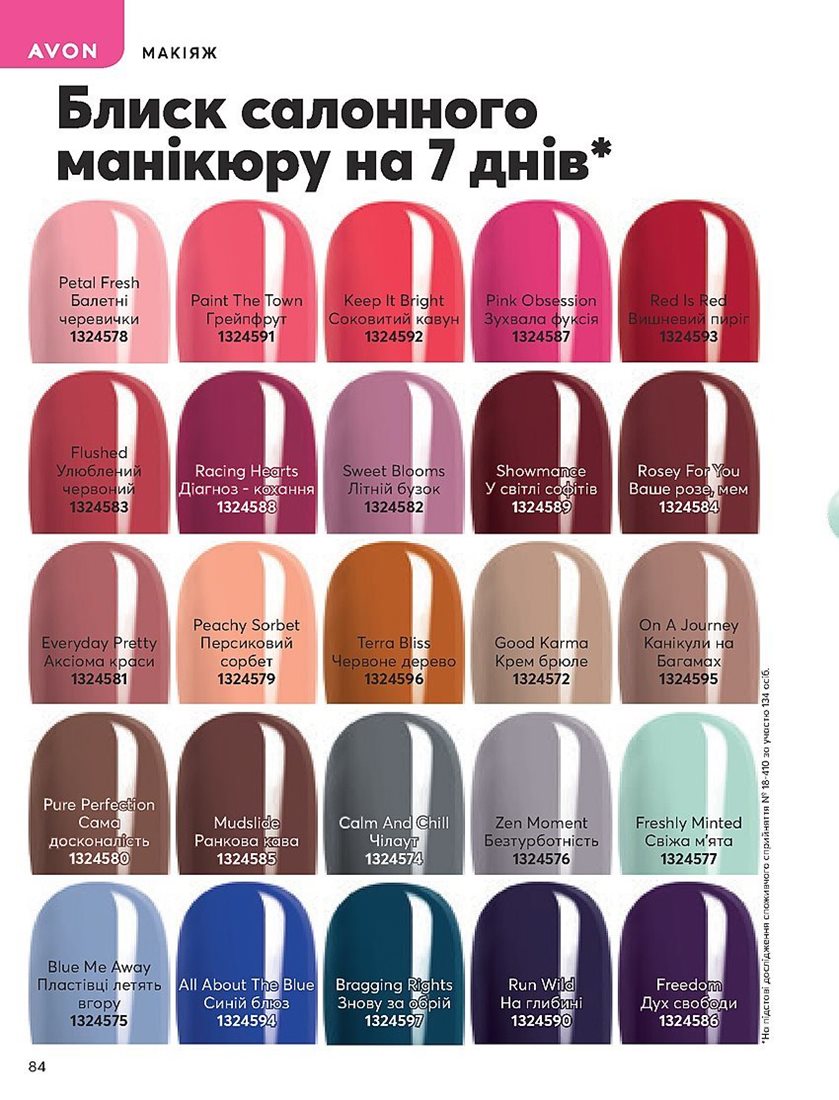 AVON
МАКІЯЖ
Блиск салонного
манікюру на 7 днів*
Petal Fresh
Балетні
черевички
1324578
Paint The Town
Грейпфрут
1324591
Keep It Bright
Соковитий кавун
1324592
Pink Obsession
Зухвала фуксія
1324587
Red Is Red
Вишневий пиріг
1324593
Flushed
Улюблений
червоний
1324583
Racing Hearts
Діагноз - кохання
1324588
Sweet Blooms
Літній бузок
1324582
Showmance
У світлі софітів
1324589
Rosey For You
Ваше розе, мем
1324584
Everyday Pretty
Аксіома краси
1324581
Peachy Sorbet
Персиковий
сорбет
1324579
Terra Bliss
Червоне дерево
1324596
Good Karma
Крем брюле
1324572
On A Journey
Канікули на
Багамах
1324595
Pure Perfection
Сама
досконалість
1324580
Mudslide
Ранкова кава
1324585
Calm And Chill
Чілаут
1324574
Zen Moment
Безтурботність
1324576
Freshly Minted
Свіжа м'ята
1324577
Blue Me Away
Пластівці летять
вгору
1324575
All About The Blue
Синій блюз
1324594
Bragging Rights
Знову за обрій
1324597
Run Wild
На глибині
1324590
Freedom
Дух свободи
1324586
*На підстові дослідження споживчого сприйняття № 18-410 за участю 134 осіб.
84